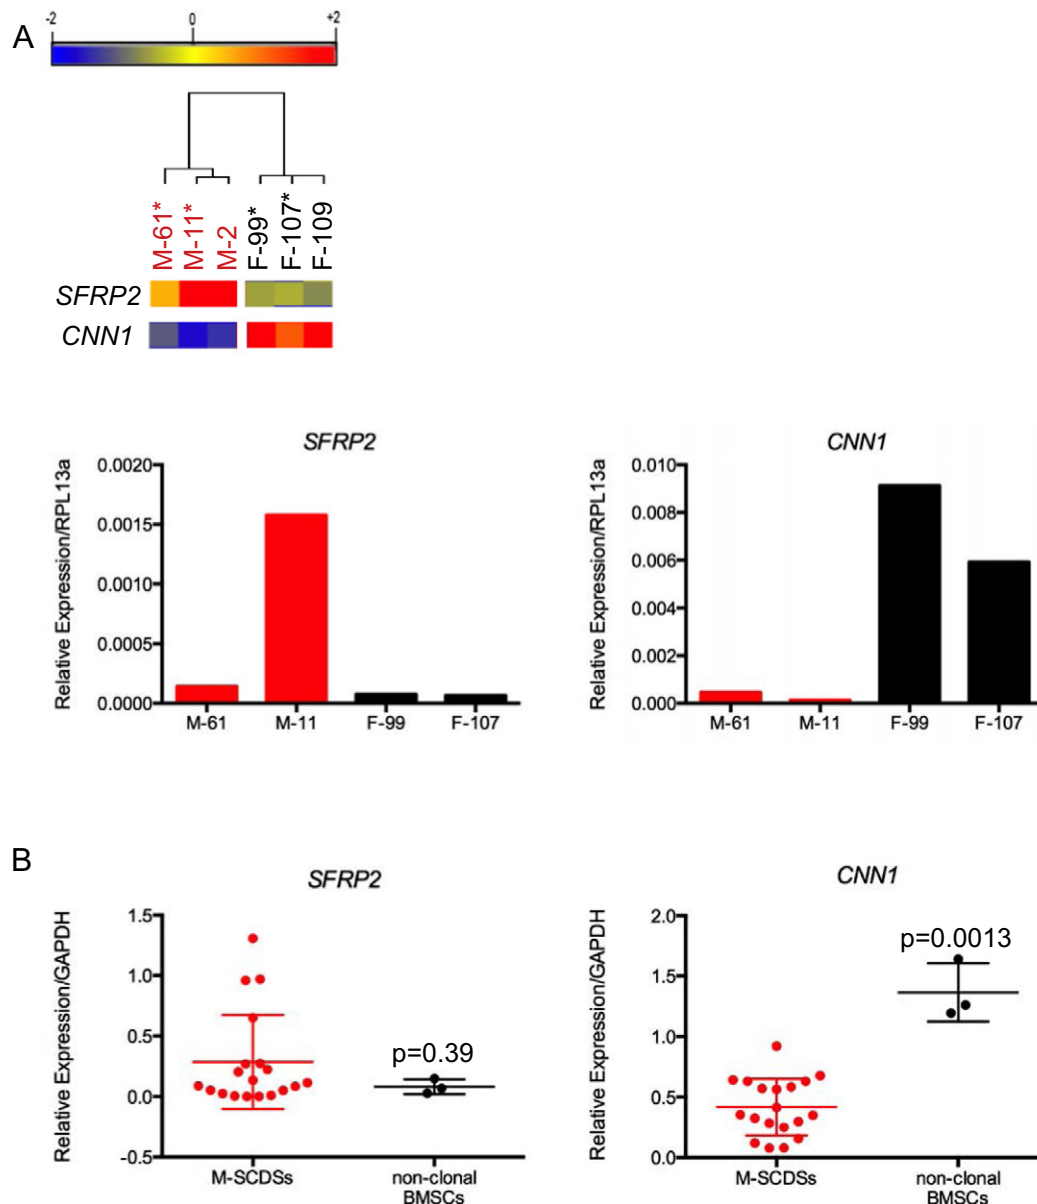 A
-2 0 +2
M-61* M-11* M-2 F-99* F-107* F-109
SFRP2
CNN1
SFRP2
Relative Expression/RPL13a
0.0020
0.0015
0.0010
0.0005
0.0000
M-61 M-11 F-99 F-107
CNN1
Relative Expression/RPL13a
0.010
0.008
0.006
0.004
0.002
0.000
M-61 M-11 F-99 F-107
B
SFRP2
Relative Expression/GAPDH
1.5
1.0
0.5
0.0
-0.5
p=0.39
M-SCDSs non-clonal
BMSCs
CNN1
Relative Expression/GAPDH
2.0
1.5
1.0
0.5
0.0
p=0.0013
M-SCDSs non-clonal
BMSCs